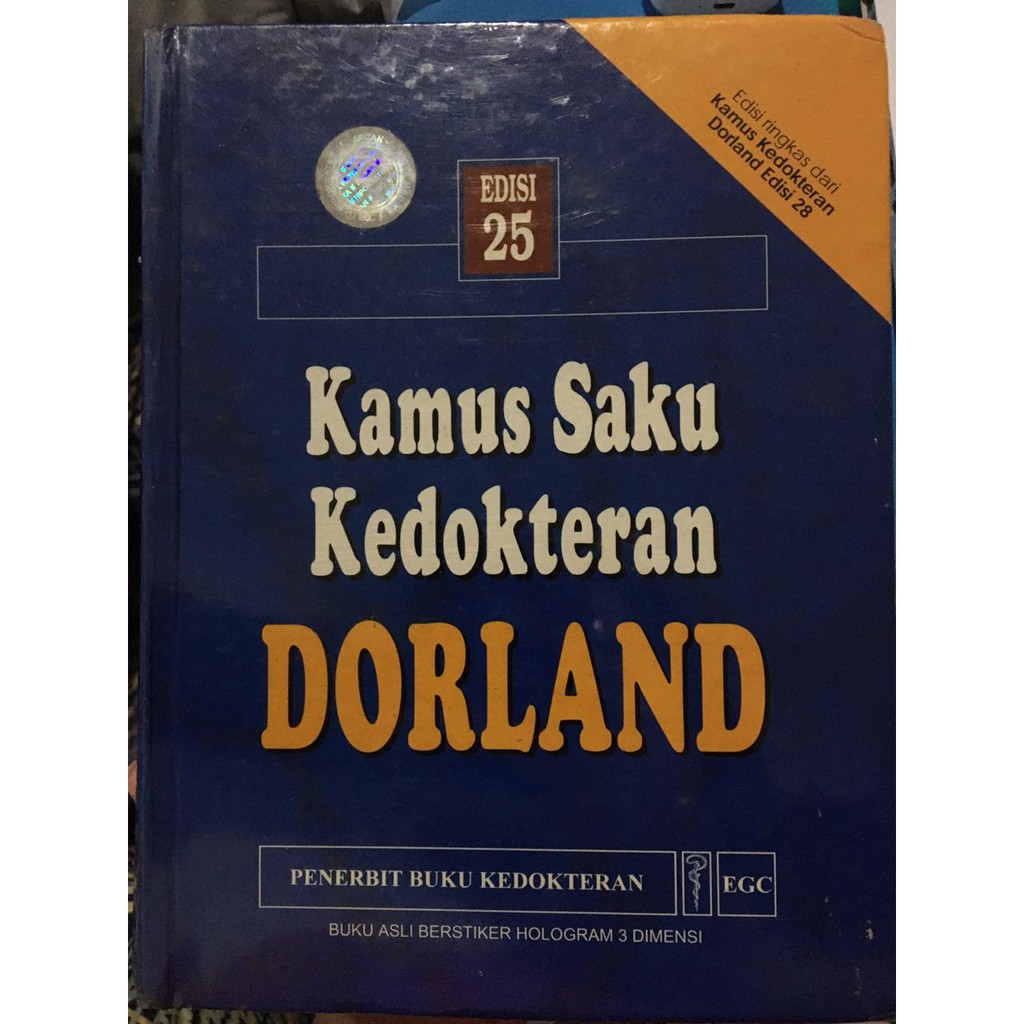 Edisi ringkas dari
Kamus Kedokteran
Dorland Edisi 28
EDISI
25
Kamus Saku
Kedokteran
DORLAND
PENERBIT BUKU KEDOKTERAN
EGC
BUKU ASLI BERSTIKER HOLOGRAM 3 DIMENSI